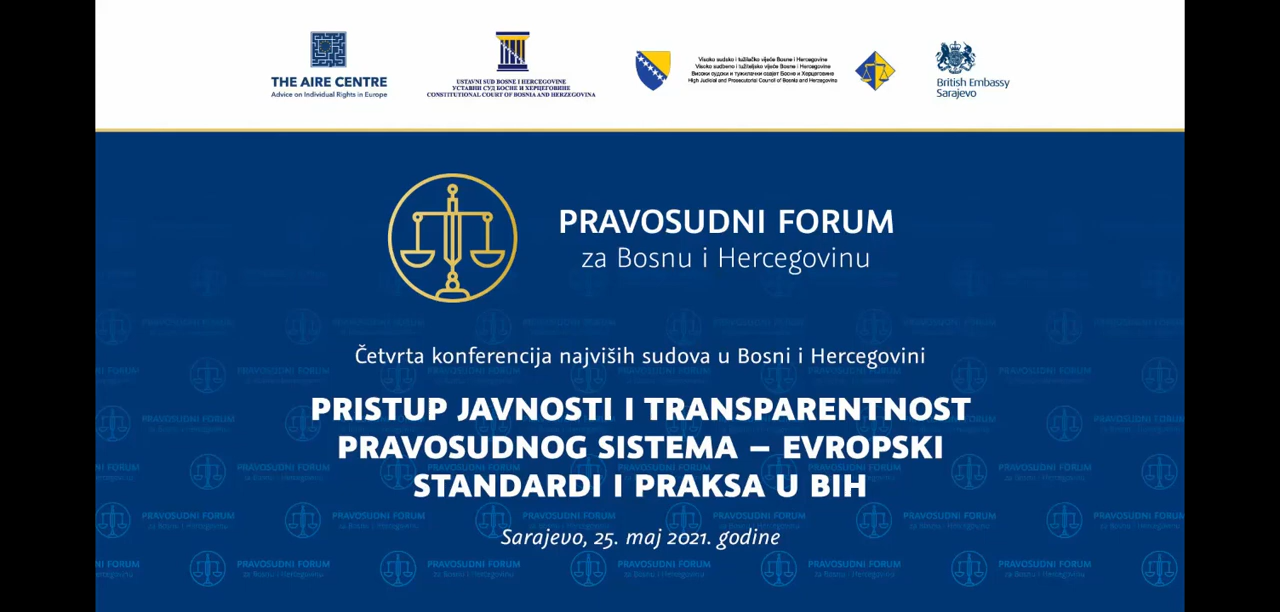 THE AIRE CENTRE
Advice on Individual Rights in Europe
USTAVNI SUD BOSNE I HERCEGOVINE
УСТАВНИ СУД БОСНЕ И ХЕРЦЕГОВИНЕ
CONSTITUTIONAL COURT OF BOSNIA AND HERZEGOVINA
Visoko sudsko i tužilačko vijeće Bosne i Hercegovine
Visoko sudbeno i tužiteljsko vijeće Bosne i Hercegovine
Високи судски и тужилачки савјет Босне и Херцеговине
High Judicial and Prosecutorial Council of Bosnia and Herzegovina
British Embassy
Sarajevo
PRAVOSUDNI FORUM
za Bosnu i Hercegovinu
Četvrta konferencija najviših sudova u Bosni i Hercegovini
PRISTUP JAVNOSTI I TRANSPARENTNOST
PRAVOSUDNOG SISTEMA – EVROPSKI
STANDARDI I PRAKSA U BIH
Sarajevo, 25. maj 2021. godine